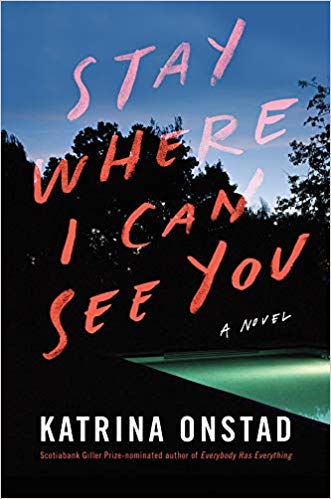 STAY
WHERE
I CAN
SEE YOU
A NOVEL
KATRINA ONSTAD
Scotiabank Giller Prize-nominated author of Everybody Has Everything